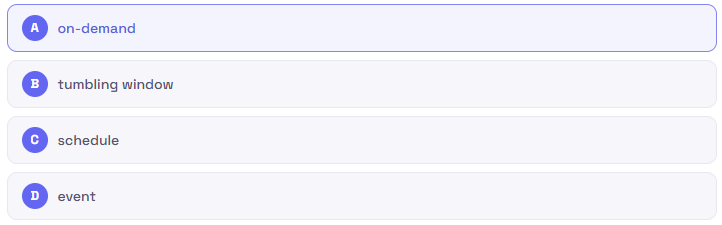 A on-demand
B tumbling window
C schedule
D event